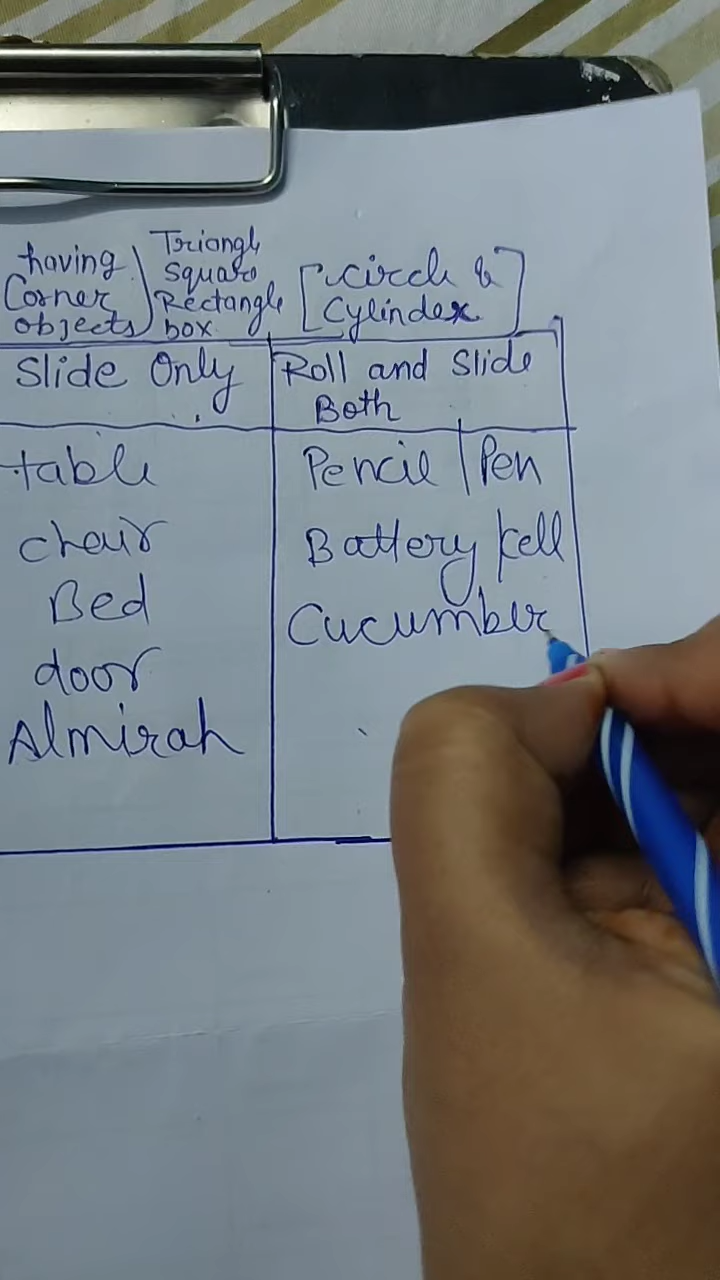 having
Corner
objects
Triangle
Square
Rectangle
box
[circle &
Cylinder]
Slide Only
Roll and Slide
Both
table
chair
Bed
door
Almirah
Pencil | Pen
Battery cell
Cucumber